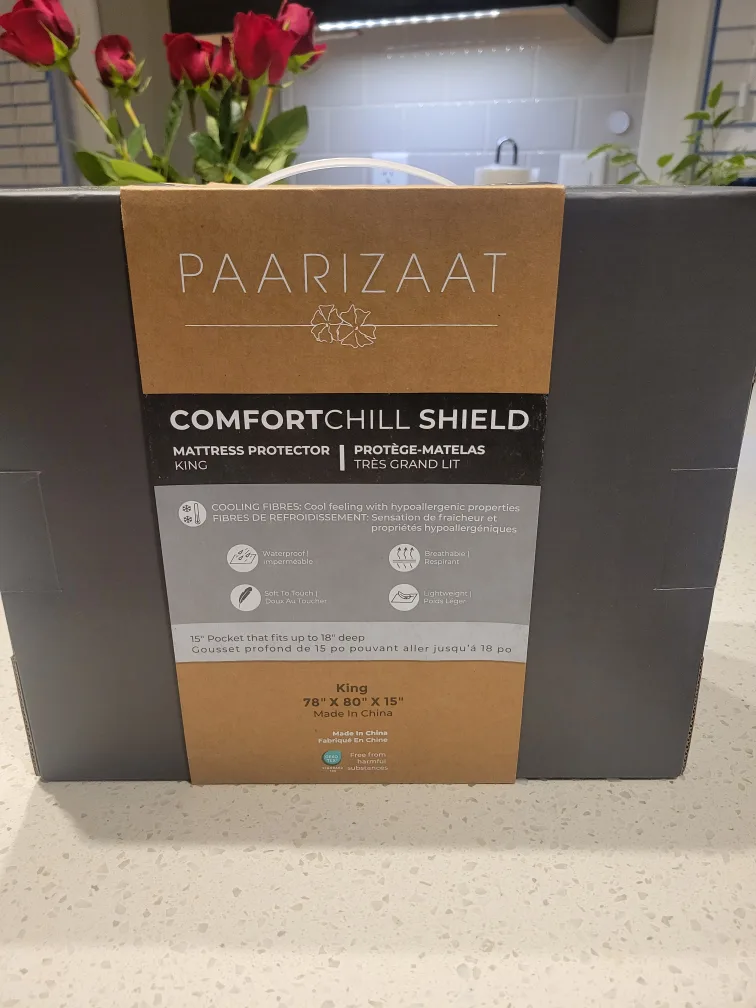 PAARIZAAT
COMFORTCHILL SHIELD
MATTRESS PROTECTOR
KING
PROTÈGE-MATELAS
TRÈS GRAND LIT
COOLING FIBRES: Cool feeling with hypoallergenic properties
FIBRES DE REFROIDISSEMENT: Sensation de fraîcheur et
propriétés hypoallergéniques
Waterproof |
Imperméable
Breathable |
Respirant
Soft To Touch |
Doux Au Toucher
Lightweight |
Poids Léger
15" Pocket that fits up to 18" deep
Gousset profond de 15 po pouvant aller jusqu'á 18 po
King
78" X 80" X 15"
Made In China
Made In China
Fabriqué En Chine
Free from
harmful
substances